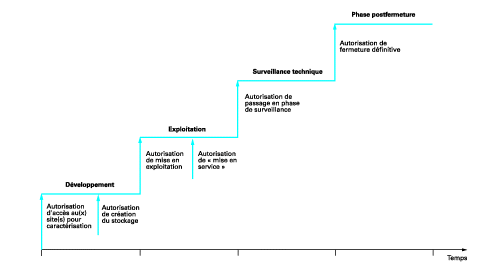 Phase postfermeture
Autorisation de
fermeture définitive
Surveillance technique
Autorisation de
passage en phase
de surveillance
Exploitation
Autorisation
de mise en
exploitation
Autorisation
de « mise en
service »
Développement
Autorisation
d'accès au(x)
site(s) pour
caractérisation
Autorisation
de création
du stockage
Temps